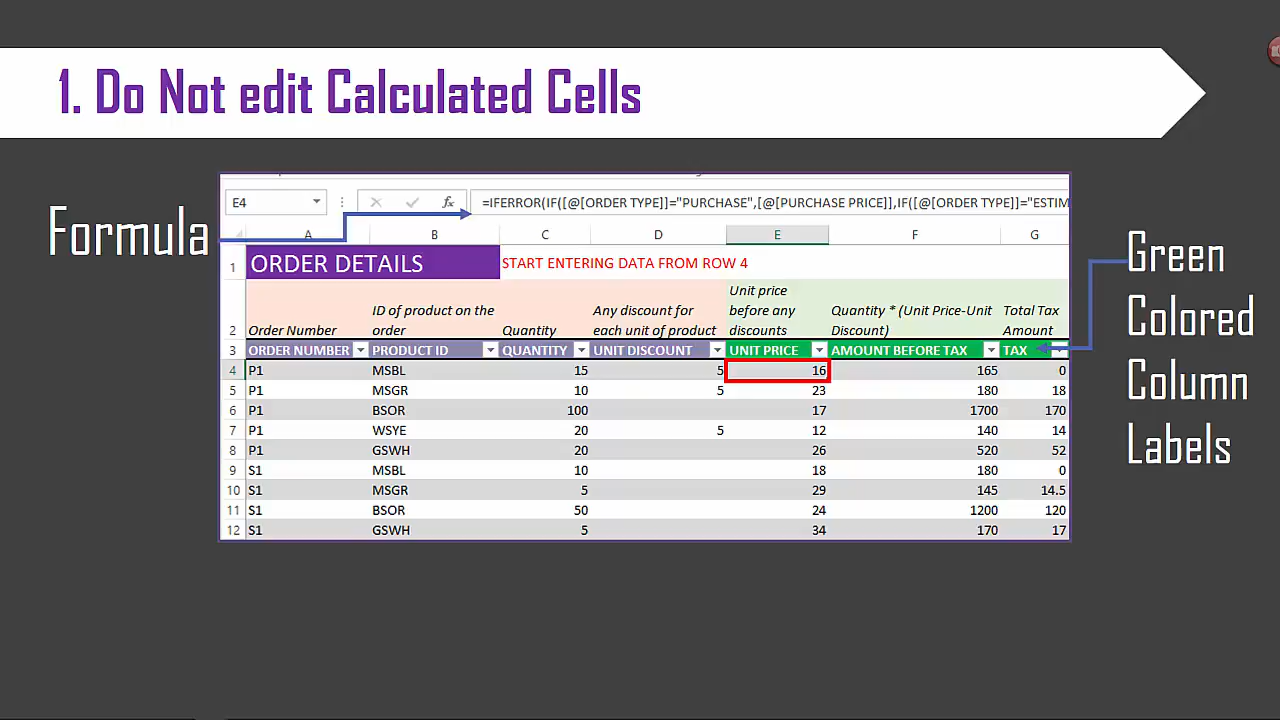 1. Do Not edit Calculated Cells
Formula
E4 fx =IFERROR(IF([@[ORDER TYPE]]="PURCHASE",[@[PURCHASE PRICE]],IF([@[ORDER TYPE]]="ESTIM
A B C D E F G
1 ORDER DETAILS START ENTERING DATA FROM ROW 4
Unit price
ID of product on the Any discount for before any Quantity * (Unit Price-Unit Total Tax
2 Order Number order Quantity each unit of product discounts Discount) Amount
3 ORDER NUMBER PRODUCT ID QUANTITY UNIT DISCOUNT UNIT PRICE AMOUNT BEFORE TAX TAX
4 P1 MSBL 15 5 16 165 0
5 P1 MSGR 10 5 23 180 18
6 P1 BSOR 100 17 1700 170
7 P1 WSYE 20 5 12 140 14
8 P1 GSWH 20 26 520 52
9 S1 MSBL 10 18 180 0
10 S1 MSGR 5 29 145 14.5
11 S1 BSOR 50 24 1200 120
12 S1 GSWH 5 34 170 17
Green
Colored
Column
Labels